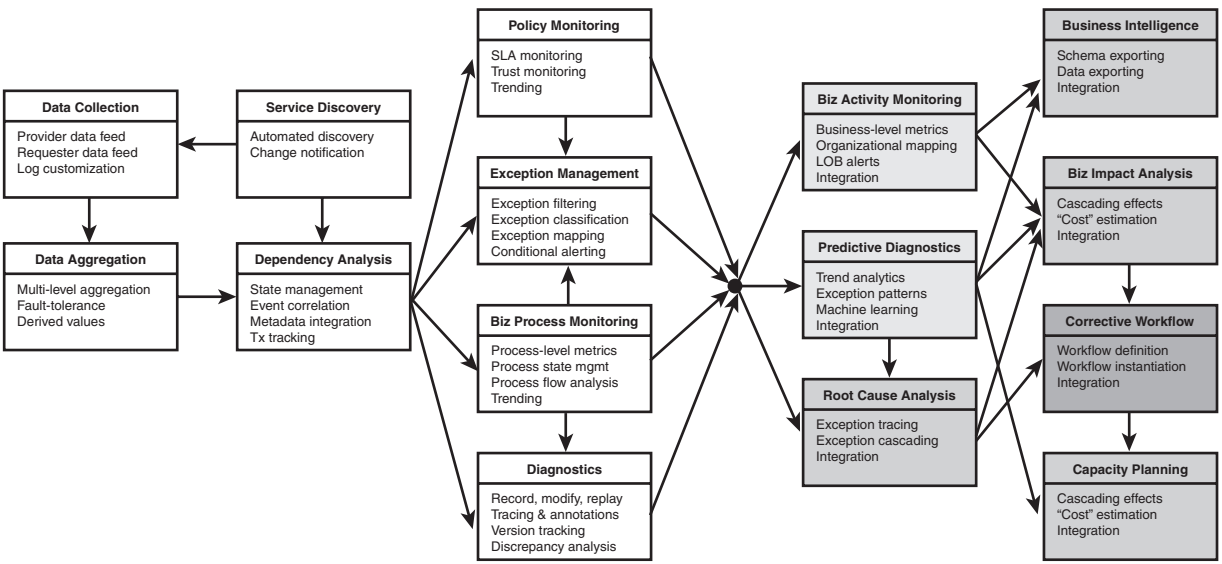 Data Collection
Provider data feed
Requester data feed
Log customization
Service Discovery
Automated discovery
Change notification
Data Aggregation
Multi-level aggregation
Fault-tolerance
Derived values
Dependency Analysis
State management
Event correlation
Metadata integration
Tx tracking
Policy Monitoring
SLA monitoring
Trust monitoring
Trending
Exception Management
Exception filtering
Exception classification
Exception mapping
Conditional alerting
Biz Process Monitoring
Process-level metrics
Process state mgmt
Process flow analysis
Trending
Diagnostics
Record, modify, replay
Tracing & annotations
Version tracking
Discrepancy analysis
Biz Activity Monitoring
Business-level metrics
Organizational mapping
LOB alerts
Integration
Predictive Diagnostics
Trend analytics
Exception patterns
Machine learning
Integration
Root Cause Analysis
Exception tracing
Exception cascading
Integration
Business Intelligence
Schema exporting
Data exporting
Integration
Biz Impact Analysis
Cascading effects
“Cost” estimation
Integration
Corrective Workflow
Workflow definition
Workflow instantiation
Integration
Capacity Planning
Cascading effects
“Cost” estimation
Integration